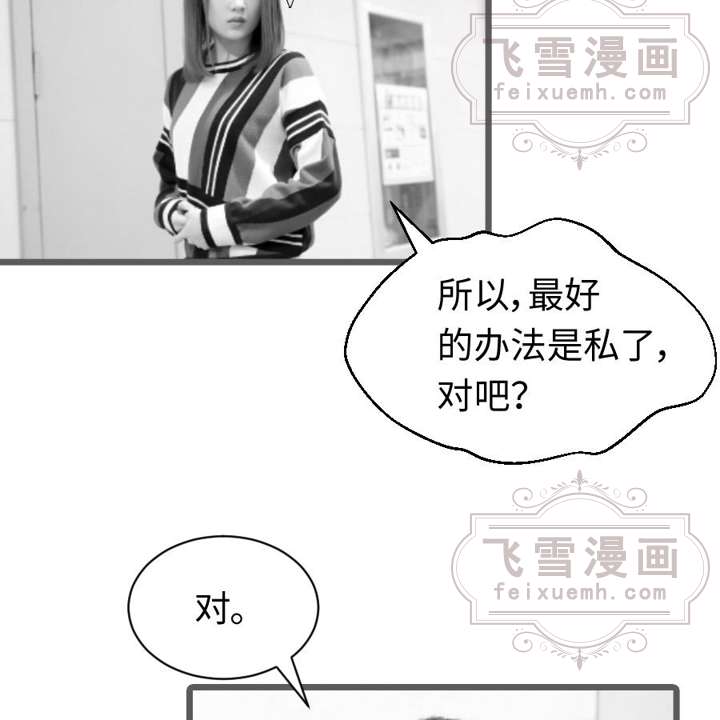 飞雪漫画
feixuemh.com
所以，最好
的办法是私了，
对吧？
飞雪漫画
feixuemh.com
对。